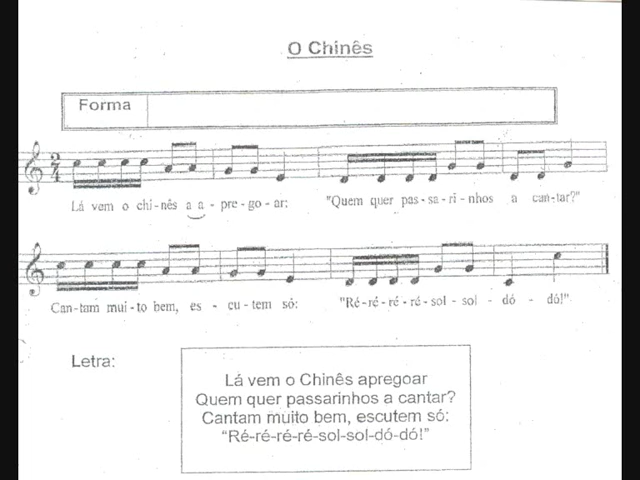 O Chinês
Forma
2
4
Lá vem o chi-nês a a-pre-go-ar: "Quem quer pas-sa-ri-nhos a can-tar?"
Can-tam mui-to bem, es-cu-tem só: "Ré-ré-ré-ré-sol-sol-dó-dó!"
Letra:
Lá vem o Chinês apregoar
Quem quer passarinhos a cantar?
Cantam muito bem, escutem só:
"Ré-ré-ré-ré-sol-sol-dó-dó!"